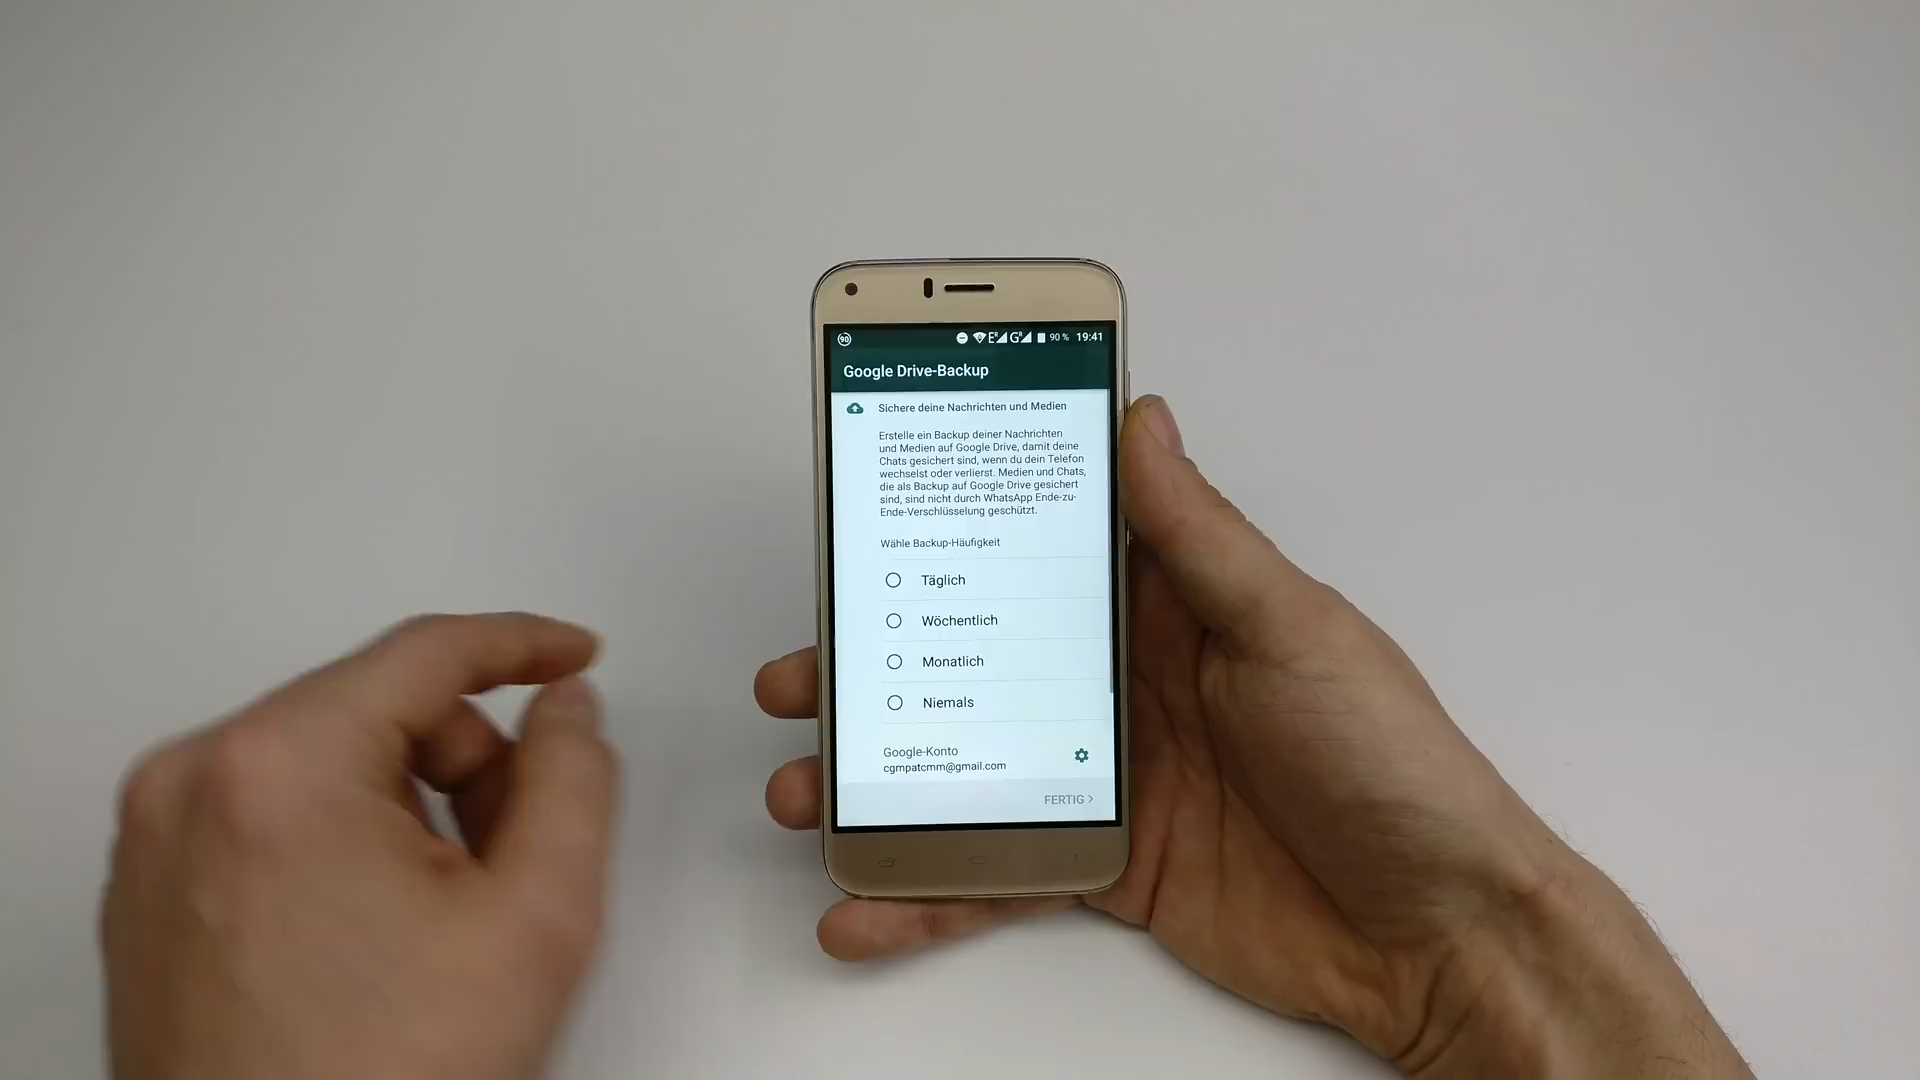 90
E R G R 90 % 19:41
Google Drive-Backup
Sichere deine Nachrichten und Medien
Erstelle ein Backup deiner Nachrichten
und Medien auf Google Drive, damit deine
Chats gesichert sind, wenn du dein Telefon
wechselst oder verlierst. Medien und Chats,
die als Backup auf Google Drive gesichert
sind, sind nicht durch WhatsApp Ende-zu-
Ende-Verschlüsselung geschützt.
Wähle Backup-Häufigkeit
Täglich
Wöchentlich
Monatlich
Niemals
Google-Konto
cgmpatcmm@gmail.com
FERTIG >